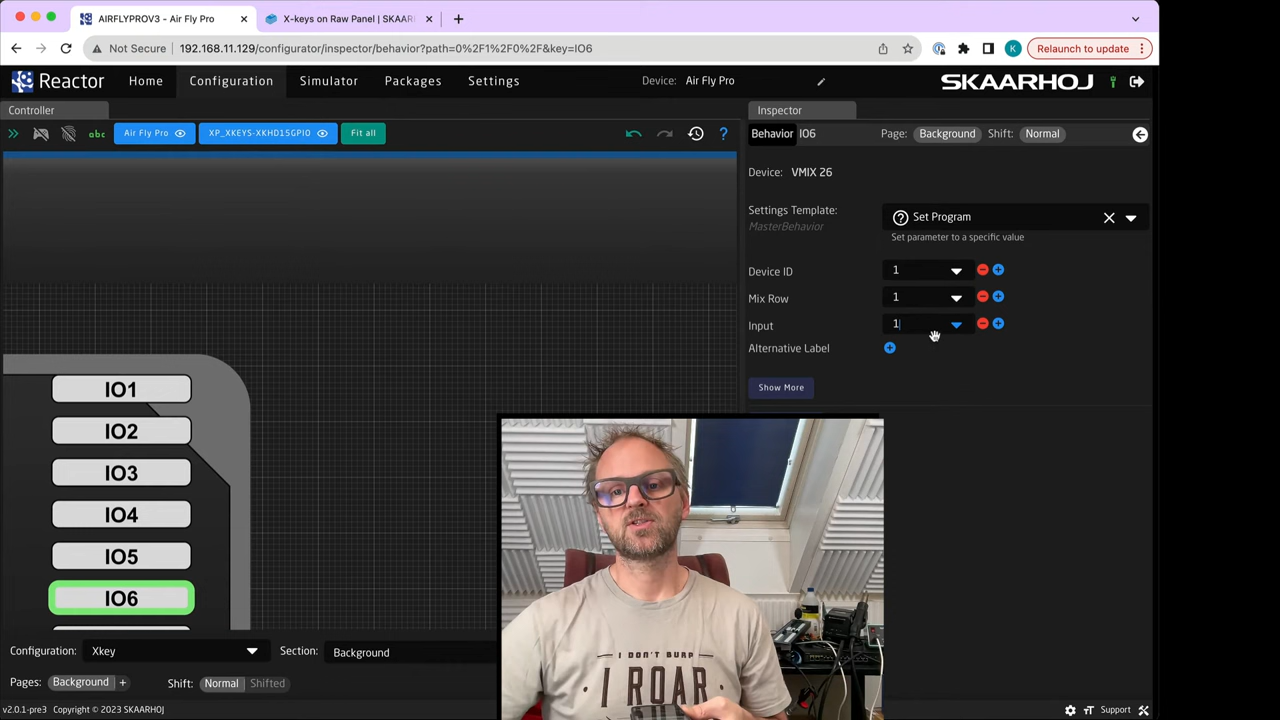 AIRFLYPROV3 - Air Fly Pro
X-keys on Raw Panel | SKAARH
Not Secure 192.168.11.129/configurator/inspector/behavior?path=0%2F1%2F0%2F&key=IO6
K
Relaunch to update
Reactor Home Configuration Simulator Packages Settings Device: Air Fly Pro SKAARHOJ
Controller
Inspector
abc Air Fly Pro XP_XKEYS-XKHD15GPIO Fit all ?
Behavior IO6 Page: Background Shift: Normal
Device: VMIX 26
Settings Template:
MasterBehavior
Set Program
Set parameter to a specific value
Device ID 1
Mix Row 1
Input 1
Alternative Label
Show More
IO1
IO2
IO3
IO4
IO5
IO6
I DON'T BURP
I ROAR
Configuration: Xkey Section: Background
Pages: Background + Shift: Normal Shifted
v2.0.1-pre3 Copyright © 2023 SKAARHOJ
Support